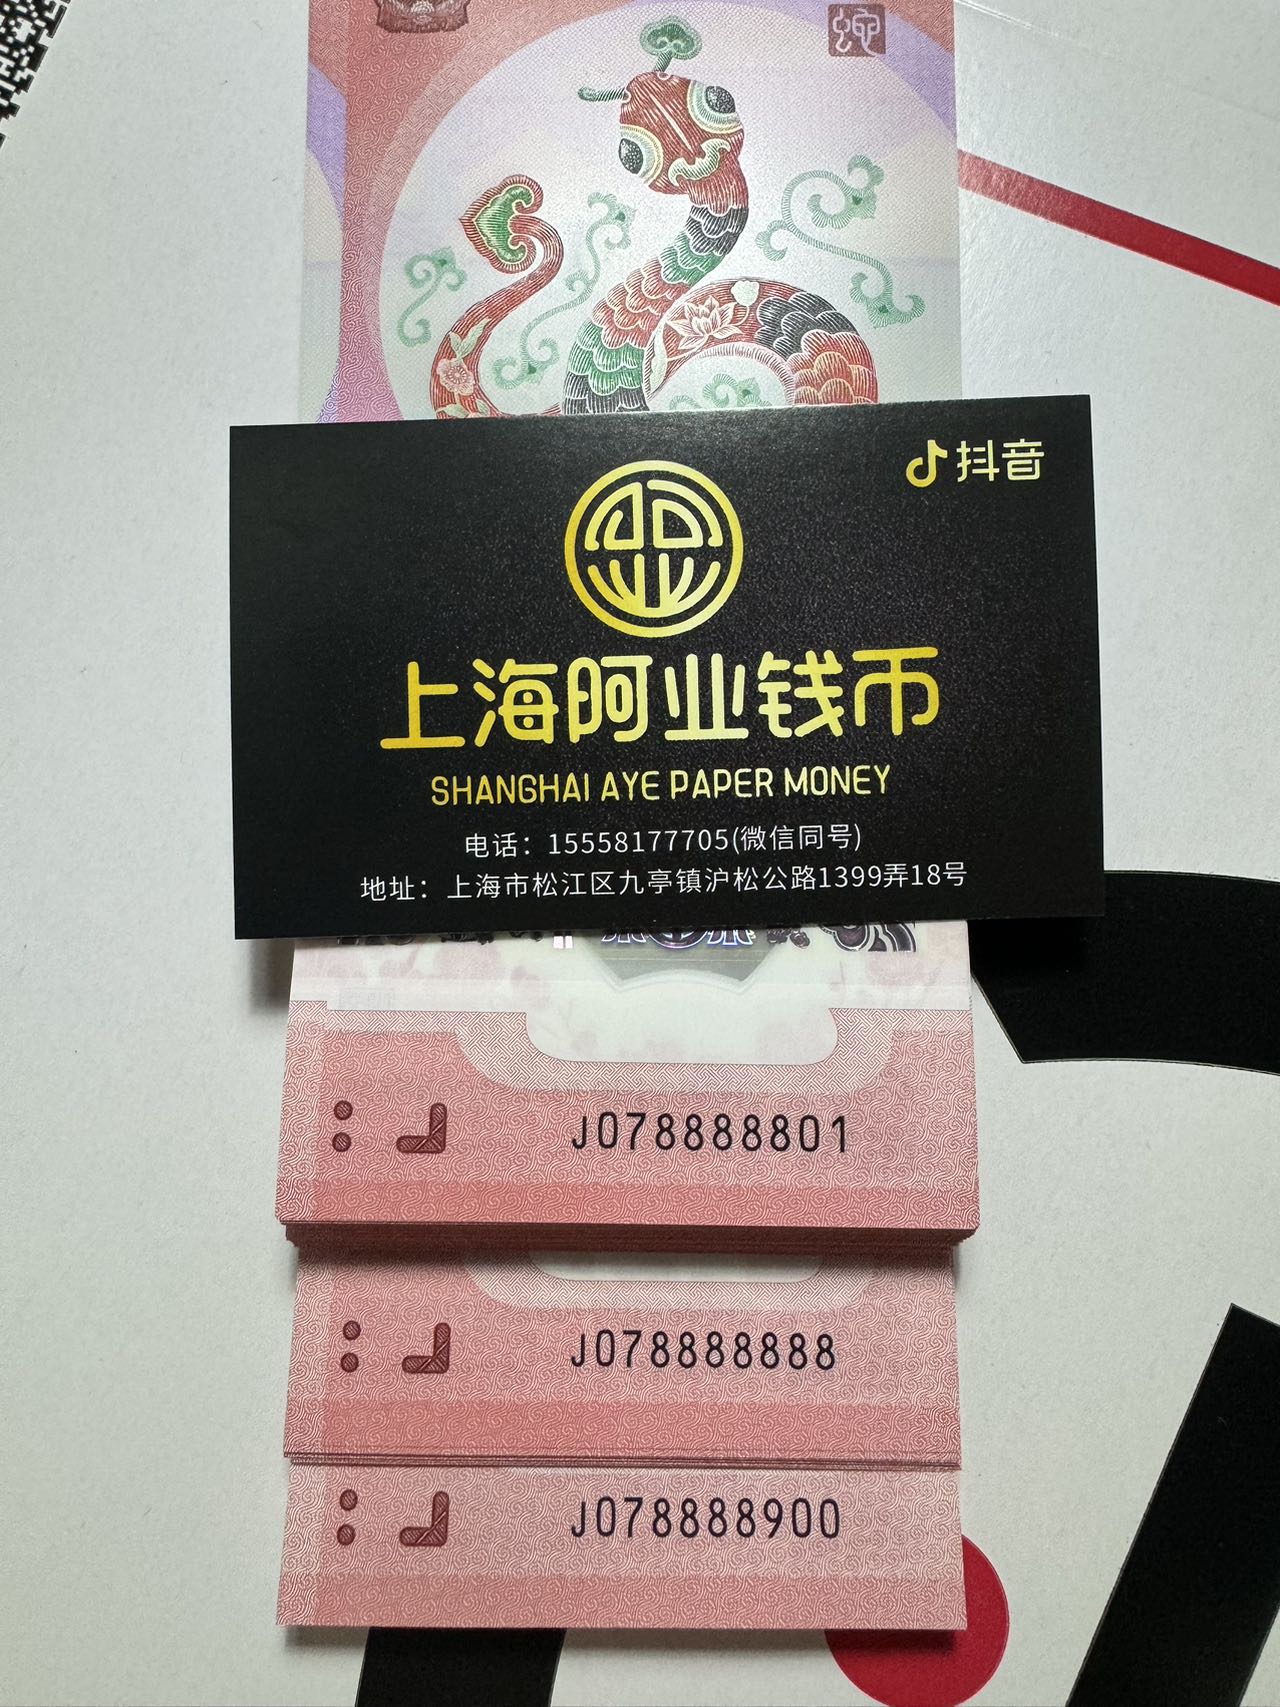 抖音
上海阿业钱币
SHANGHAI AYE PAPER MONEY
电话：15558177705(微信同号)
地址：上海市松江区九亭镇沪松公路1399弄18号
J078888801
J078888888
J078888900